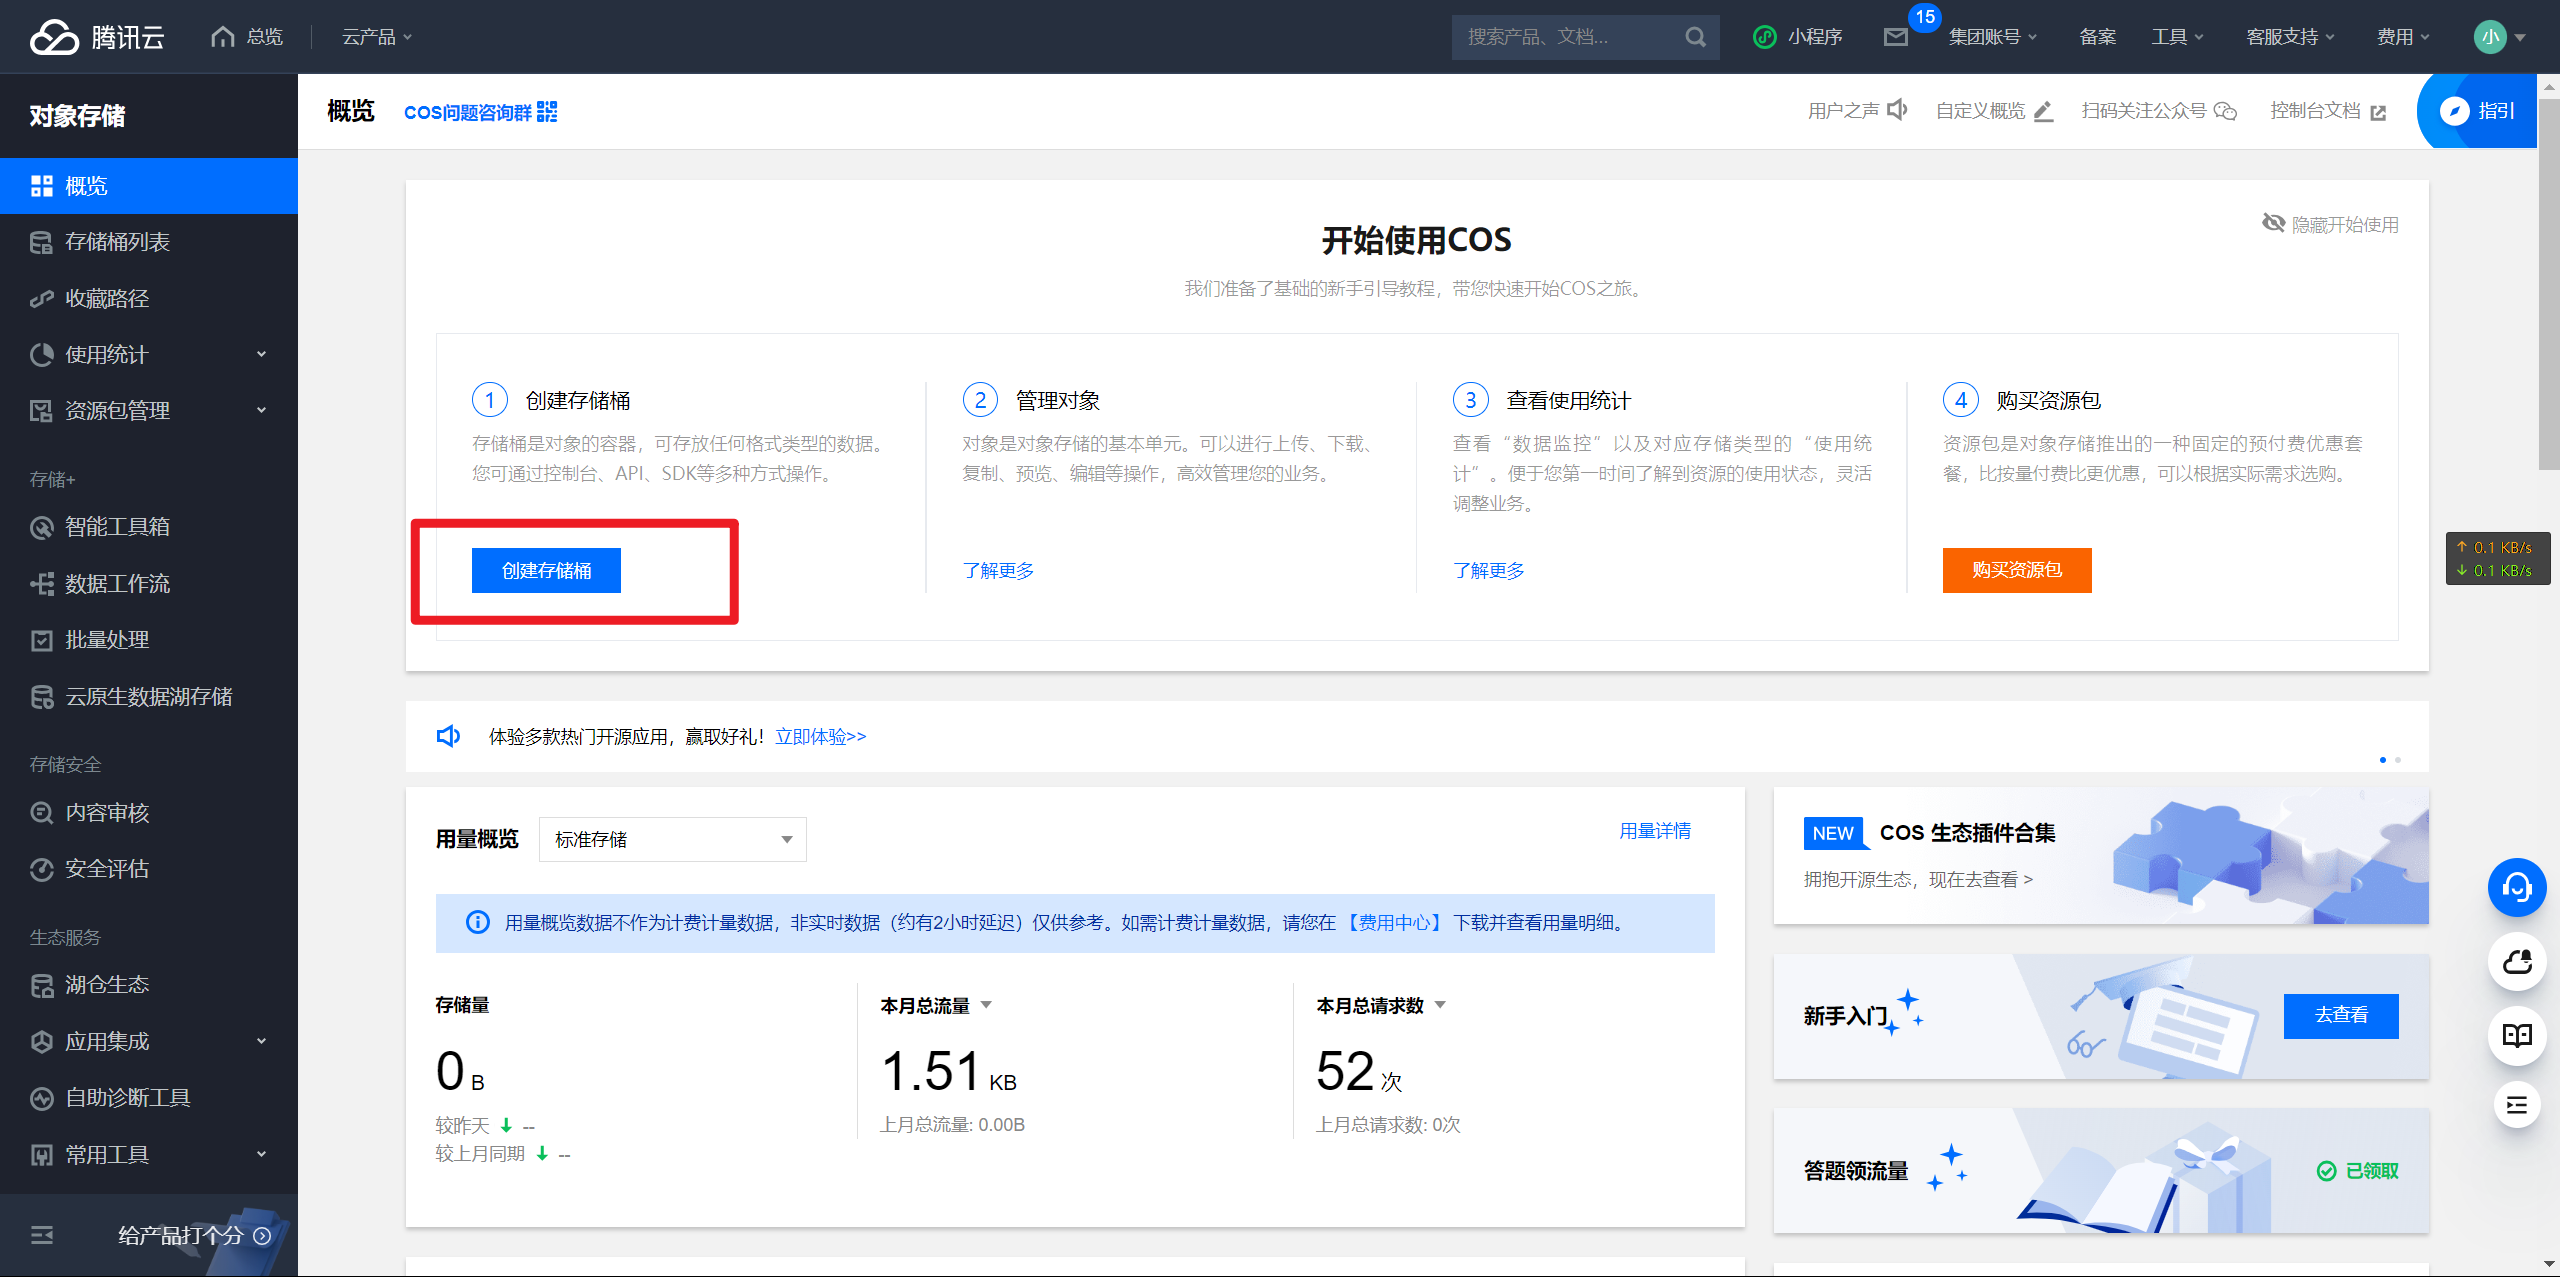 腾讯云
总览
云产品
搜索产品、文档...
小程序
15
集团账号
备案
工具
客服支持
费用
小
对象存储
概览
存储桶列表
收藏路径
使用统计
资源包管理
存储+
智能工具箱
数据工作流
批量处理
云原生数据湖存储
存储安全
内容审核
安全评估
生态服务
湖仓生态
应用集成
自助诊断工具
常用工具
给产品打个分
概览
COS问题咨询群
用户之声
自定义概览
扫码关注公众号
控制台文档
指引
开始使用COS
隐藏开始使用
我们准备了基础的新手引导教程，带您快速开始COS之旅。
1 创建存储桶
存储桶是对象的容器，可存放任何格式类型的数据。
您可通过控制台、API、SDK等多种方式操作。
创建存储桶
2 管理对象
对象是对象存储的基本单元。可以进行上传、下载、
复制、预览、编辑等操作，高效管理您的业务。
了解更多
3 查看使用统计
查看“数据监控”以及对应存储类型的“使用统
计”。便于您第一时间了解到资源的使用状态，灵活
调整业务。
了解更多
4 购买资源包
资源包是对象存储推出的一种固定的预付费优惠套
餐，比按量付费比更优惠，可以根据实际需求选购。
购买资源包
↑ 0.1 KB/s
↓ 0.1 KB/s
体验多款热门开源应用，赢取好礼！立即体验>>
用量概览
标准存储
用量详情
用量概览数据不作为计费计量数据，非实时数据（约有2小时延迟）仅供参考。如需计费计量数据，请您在【费用中心】下载并查看用量明细。
存储量
0 B
较昨天 ↓ --
较上月同期 ↓ --
本月总流量
1.51 KB
上月总流量: 0.00B
本月总请求数
52 次
上月总请求数: 0次
NEW COS 生态插件合集
拥抱开源生态，现在去查看 >
新手入门
去查看
答题领流量
已领取